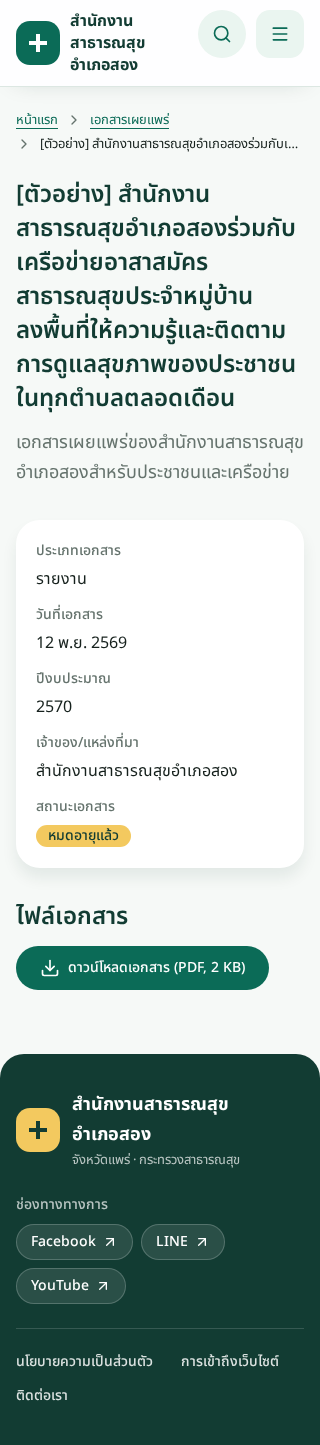 สำนักงาน
สาธารณสุข
อำเภอสอง
หน้าแรก > เอกสารเผยแพร่
> [ตัวอย่าง] สำนักงานสาธารณสุขอำเภอสองร่วมกับเ...
[ตัวอย่าง] สำนักงาน
สาธารณสุขอำเภอสองร่วมกับ
เครือข่ายอาสาสมัคร
สาธารณสุขประจำหมู่บ้าน
ลงพื้นที่ให้ความรู้และติดตาม
การดูแลสุขภาพของประชาชน
ในทุกตำบลตลอดเดือน
เอกสารเผยแพร่ของสำนักงานสาธารณสุข
อำเภอสองสำหรับประชาชนและเครือข่าย
ประเภทเอกสาร
รายงาน
วันที่เอกสาร
12 พ.ย. 2569
ปีงบประมาณ
2570
เจ้าของ/แหล่งที่มา
สำนักงานสาธารณสุขอำเภอสอง
สถานะเอกสาร
หมดอายุแล้ว
ไฟล์เอกสาร
ดาวน์โหลดเอกสาร (PDF, 2 KB)
สำนักงานสาธารณสุข
อำเภอสอง
จังหวัดแพร่ · กระทรวงสาธารณสุข
ช่องทางทางการ
Facebook LINE
YouTube
นโยบายความเป็นส่วนตัว การเข้าถึงเว็บไซต์
ติดต่อเรา